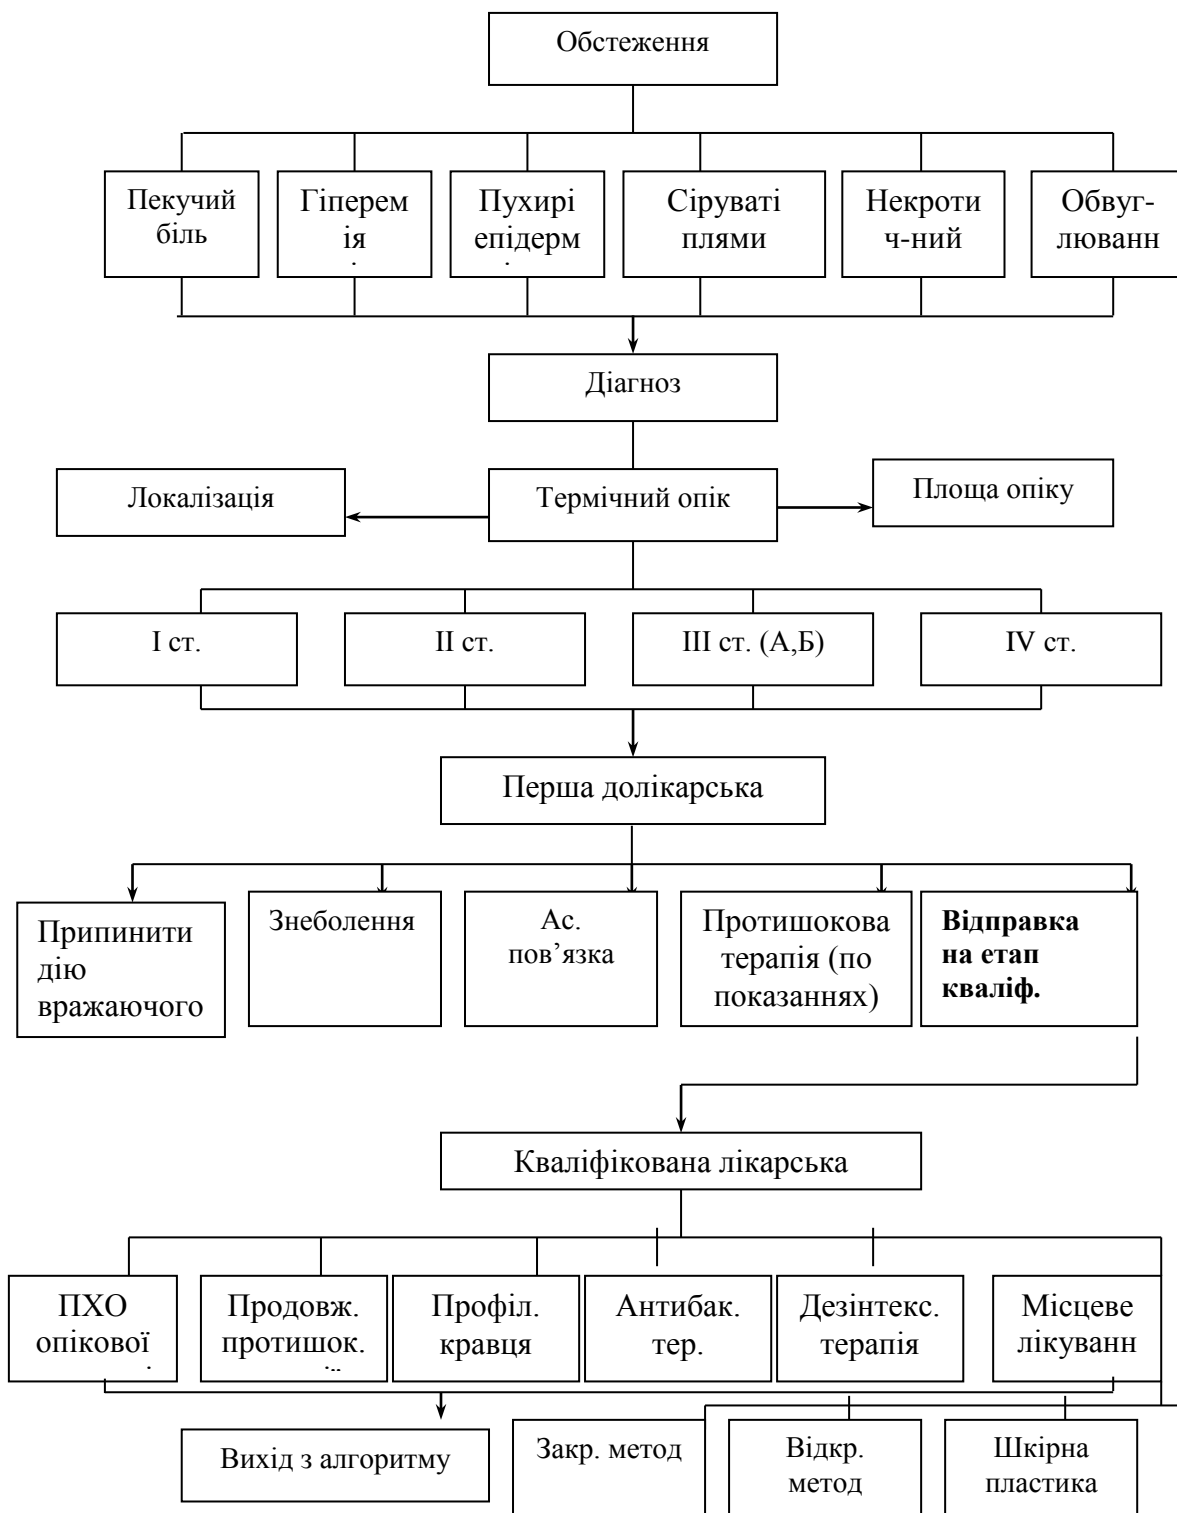 Обстеження
Пекучий
біль
Гіперем
ія
Пухирі
епідерм
Сіруваті
плями
Некроти
ч-ний
Обвуг-
люванн
Діагноз
Локалізація
Термічний опік
Площа опіку
І ст.
ІІ ст.
ІІІ ст. (А,Б)
IV ст.
Перша долікарська
Припинити
дію
вражаючого
Знеболення
Ас.
пов’язка
Протишокова
терапія (по
показаннях)
Відправка
на етап
кваліф.
Кваліфікована лікарська
ПХО
опікової
Продовж.
протишок.
Профіл.
кравця
Антибак.
тер.
Дезінтекс.
терапія
Місцеве
лікуванн
Вихід з алгоритму
Закр. метод
Відкр.
метод
Шкірна
пластика